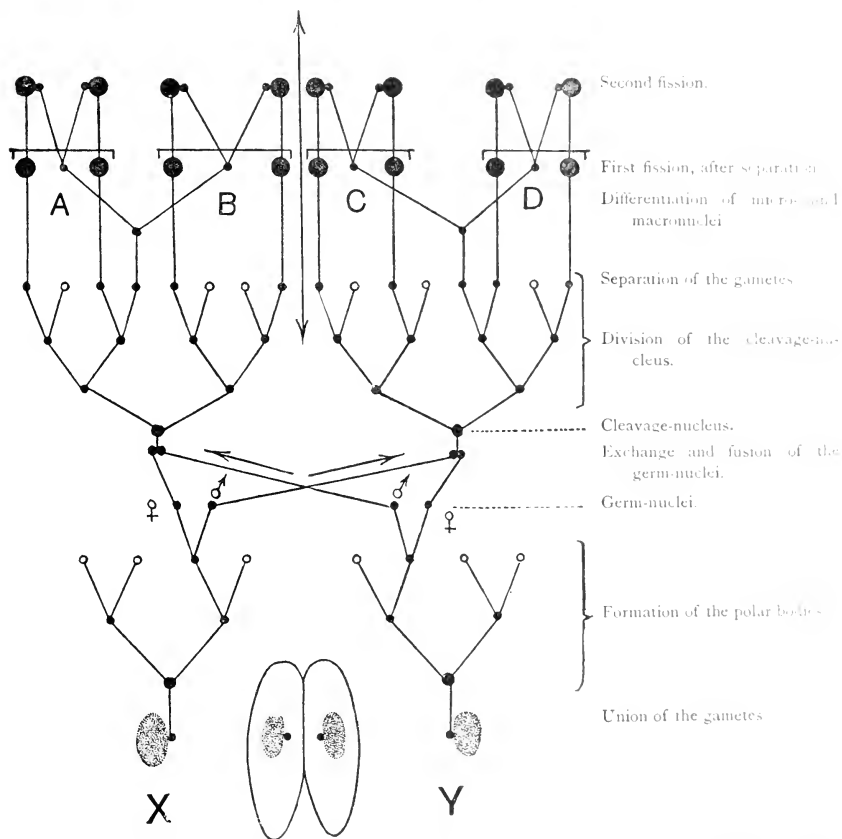 Second fission.
First fission, after separation
A B C D
Differentiation of micro- and
macronuclei
Separation of the gametes
Division of the cleavage-nu-
cleus.
Cleavage-nucleus.
Exchange and fusion of the
germ-nuclei.
♂ ♂
Germ-nuclei.
♀ ♀
Formation of the polar bodies
Union of the gametes
X Y